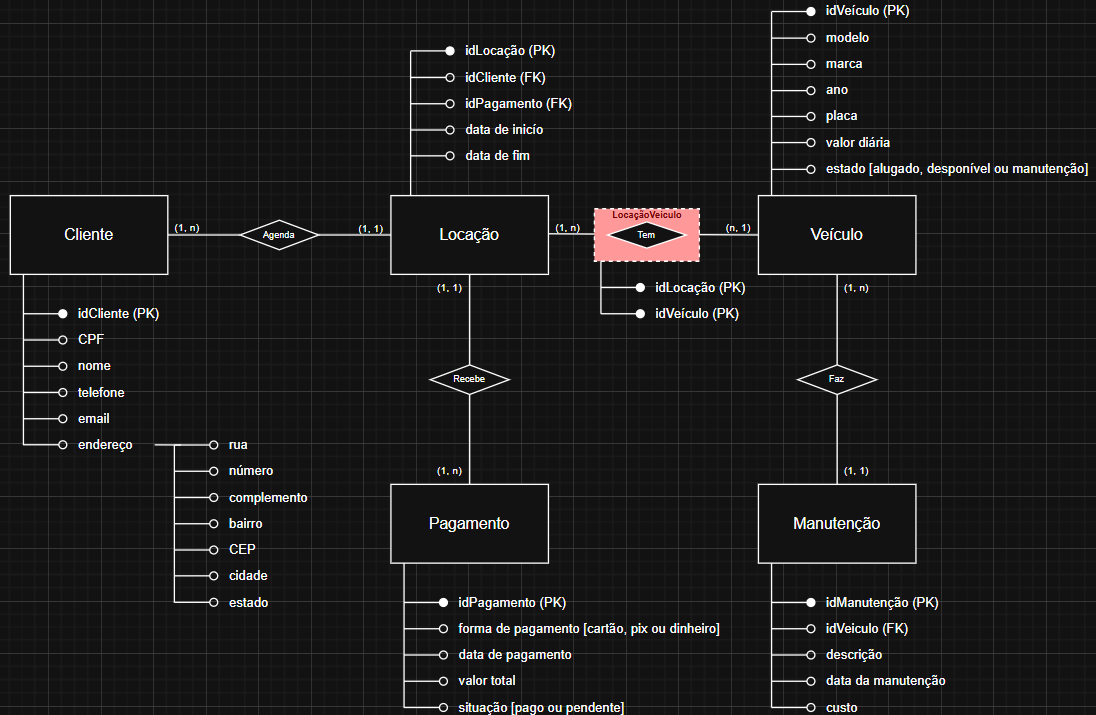 idVeículo (PK)
modelo
marca
ano
placa
valor diária
estado [alugado, desponível ou manutenção]
idLocação (PK)
idCliente (FK)
idPagamento (FK)
data de inicío
data de fim
Cliente
(1, n)
Agenda
(1, 1)
Locação
(1, n)
LocaçãoVeiculo
Tem
(n, 1)
Veículo
idLocação (PK)
idVeículo (PK)
(1, 1)
(1, n)
idCliente (PK)
CPF
nome
telefone
email
endereço
rua
número
complemento
bairro
CEP
cidade
estado
Recebe
Faz
(1, n)
(1, 1)
Pagamento
Manutenção
idPagamento (PK)
forma de pagamento [cartão, pix ou dinheiro]
data de pagamento
valor total
situação [pago ou pendente]
idManutenção (PK)
idVeiculo (FK)
descrição
data da manutenção
custo